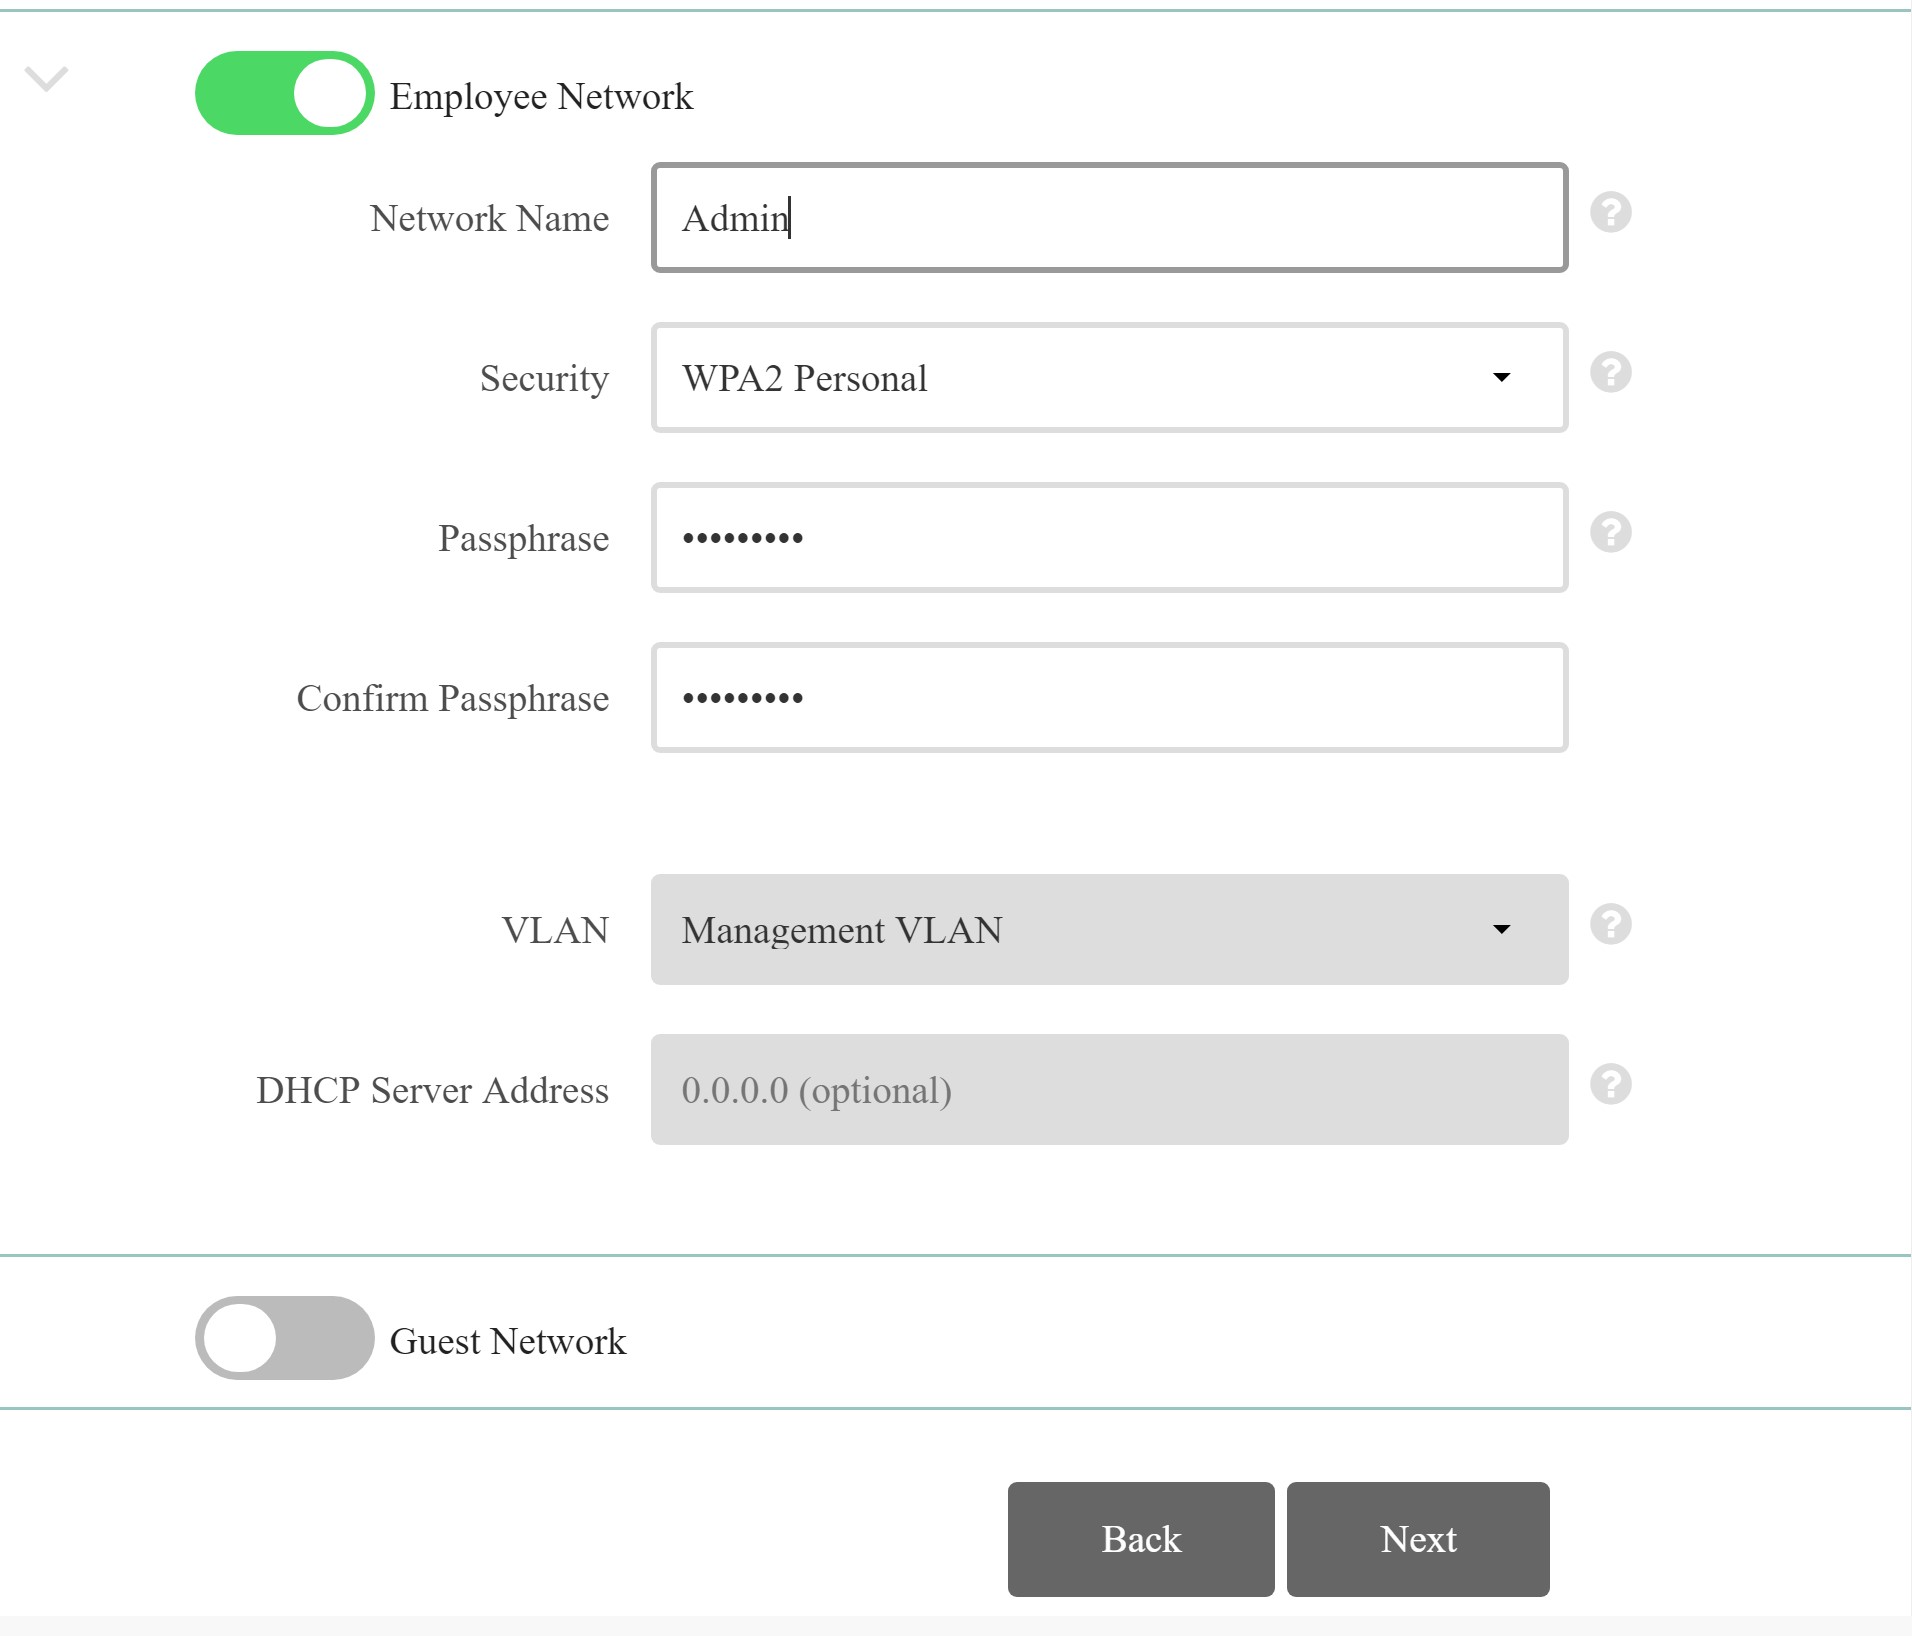 Employee Network
Network Name
Admin
Security
WPA2 Personal
Passphrase
•••••••••
Confirm Passphrase
•••••••••
VLAN
Management VLAN
DHCP Server Address
0.0.0.0 (optional)
Guest Network
Back
Next